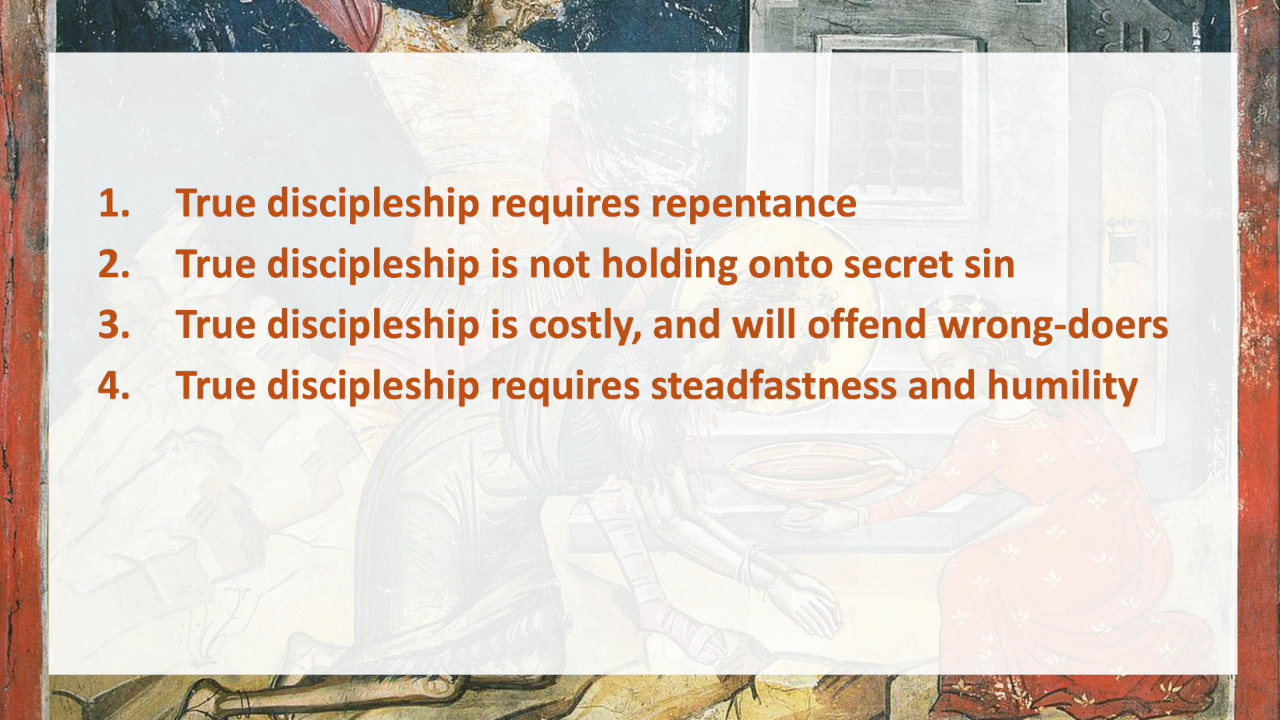 1. True discipleship requires repentance
2. True discipleship is not holding onto secret sin
3. True discipleship is costly, and will offend wrong-doers
4. True discipleship requires steadfastness and humility